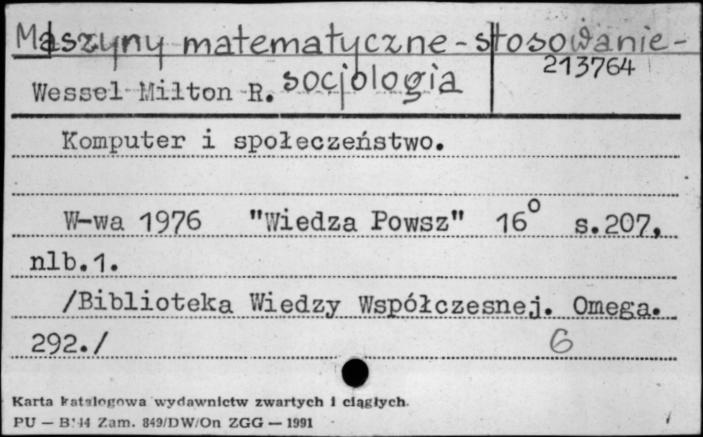 Maszyny matematyczne - stosowanie -
socjologia
213764
Wessel Milton R.
Komputer i społeczeństwo.
W-wa 1976 "Wiedza Powsz" 16° s.207,
nlb.1.
/Biblioteka Wiedzy Współczesnej. Omega.
292./ 6
Karta katalogowa wydawnictw zwartych i ciągłych.
PU — 44 Zam. 849/DW/On ZGG — 1991